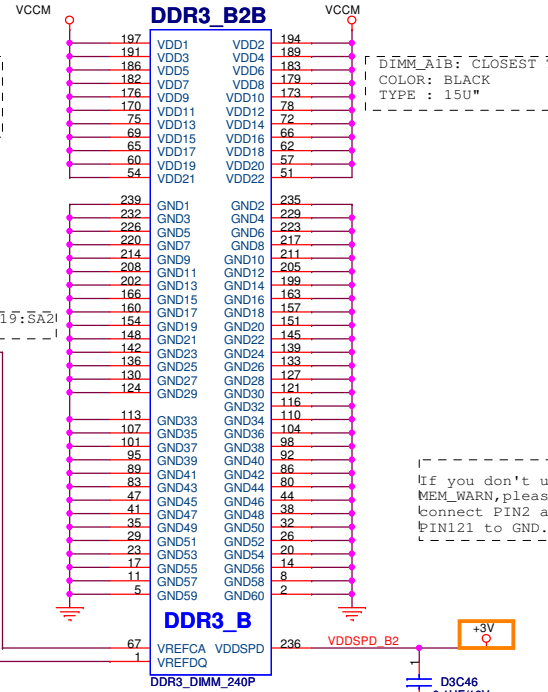 VCCM DDR3_B2B VCCM
197 VDD1 VDD2 194
191 VDD3 VDD4 189
186 VDD5 VDD6 183
182 VDD7 VDD8 179
176 VDD9 VDD10 173
170 VDD11 VDD12 78
75 VDD13 VDD14 72
69 VDD15 VDD16 66
65 VDD17 VDD18 62
60 VDD19 VDD20 57
54 VDD21 VDD22 51
DIMM_A1B: CLOSEST
COLOR: BLACK
TYPE : 15U"
239 GND1 GND2 235
232 GND3 GND4 229
226 GND5 GND6 223
220 GND7 GND8 217
214 GND9 GND10 211
208 GND11 GND12 205
202 GND13 GND14 199
166 GND15 GND16 163
160 GND17 GND18 157
154 GND19 GND20 151
148 GND21 GND22 145
142 GND23 GND24 139
136 GND25 GND26 133
130 GND27 GND28 127
124 GND29 GND30 121
GND32 116
113 GND33 GND34 110
107 GND35 GND36 104
101 GND37 GND38 98
95 GND39 GND40 92
89 GND41 GND42 86
83 GND43 GND44 80
47 GND45 GND46 44
41 GND47 GND48 38
35 GND49 GND50 32
29 GND51 GND52 26
23 GND53 GND54 20
17 GND55 GND56 14
11 GND57 GND58 8
5 GND59 GND60 2
19:SA2
If you don't u
MEM_WARN,pleas
connect PIN2 a
PIN121 to GND.
DDR3_B
67 VREFCA VDDSPD 236 VDDSPD_B2 +3V
1 VREFDQ
DDR3_DIMM_240P
1 D3C46